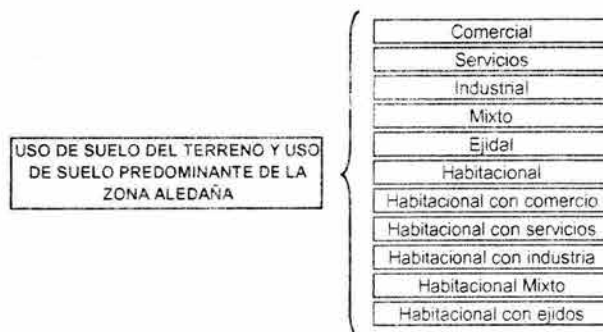 USO DE SUELO DEL TERRENO Y USO
DE SUELO PREDOMINANTE DE LA
ZONA ALEDAÑA
Comercial
Servicios
Industrial
Mixto
Ejidal
Habitacional
Habitacional con comercio
Habitacional con servicios
Habitacional con industria
Habitacional Mixto
Habitacional con ejidos